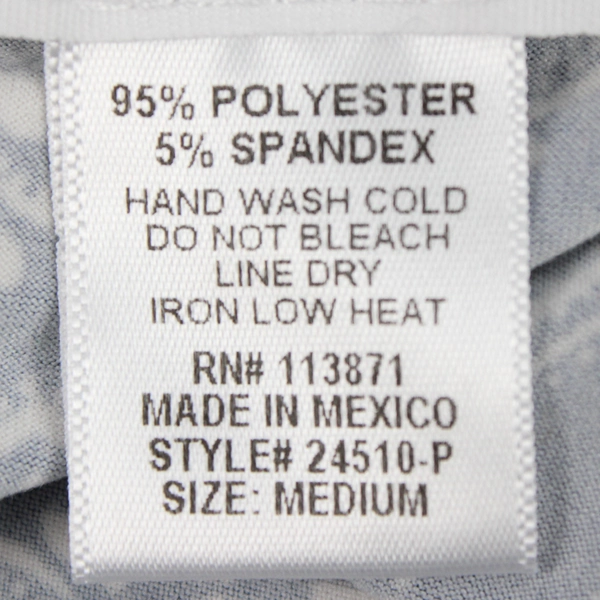 95% POLYESTER
5% SPANDEX
HAND WASH COLD
DO NOT BLEACH
LINE DRY
IRON LOW HEAT
RN# 113871
MADE IN MEXICO
STYLE# 24510-P
SIZE: MEDIUM